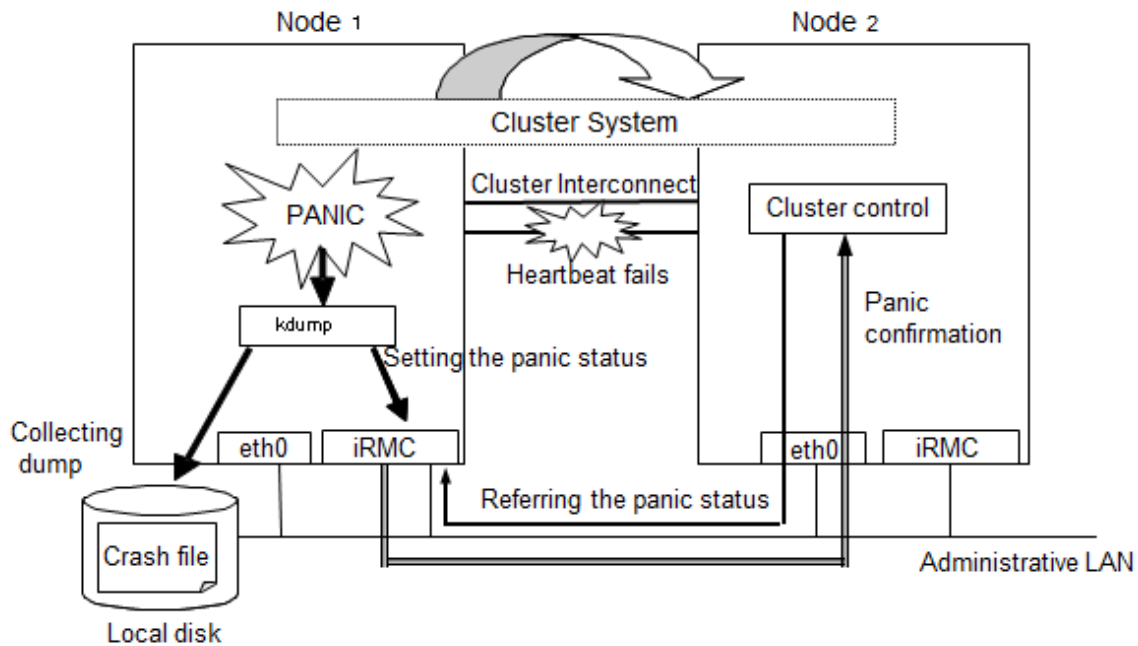 Node 1
Node 2
Cluster System
Cluster Interconnect
PANIC
Cluster control
Heartbeat fails
Panic
confirmation
kdump
Setting the panic status
Collecting
dump
eth0
iRMC
eth0
iRMC
Referring the panic status
Crash file
Administrative LAN
Local disk